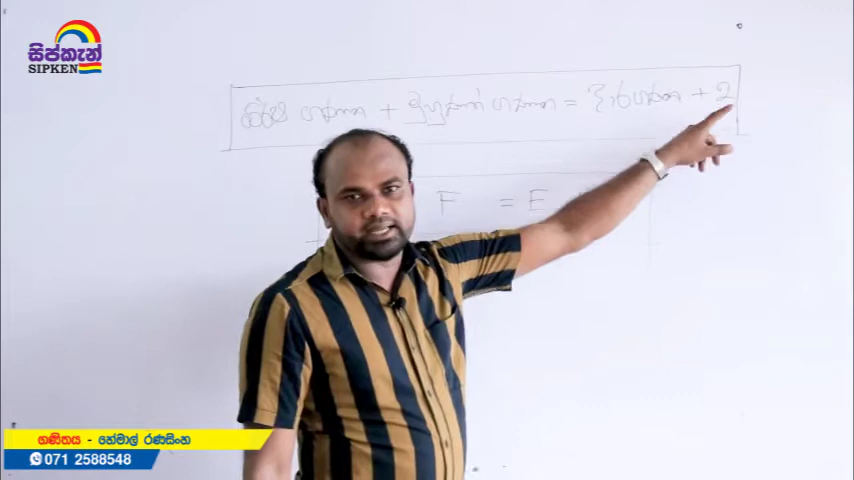 සිප්කැන්
SIPKEN
ශීර්ෂ ගණන + මුහුණත් ගණන = දාර ගණන + 2
F = E
ගණිතය - හේමාල් රණසිංහ
071 2588548